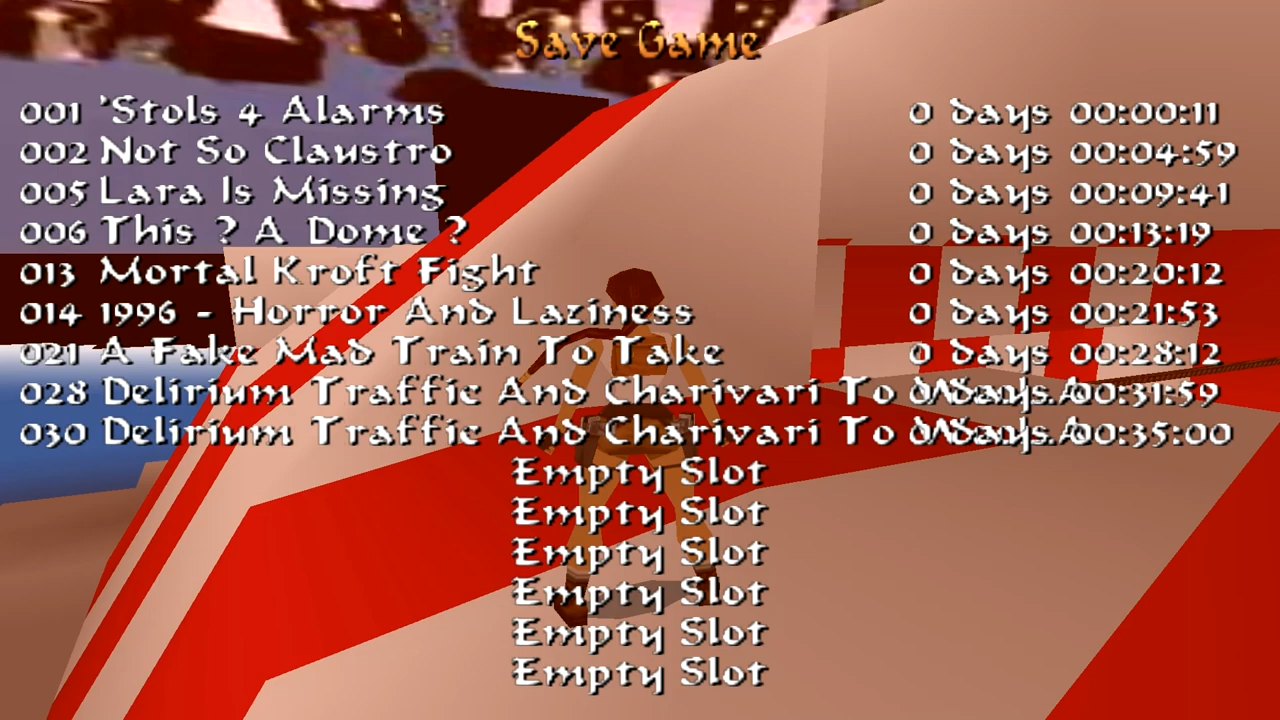 Save Game
001 'Stols 4 Alarms 0 days 00:00:11
002 Not So Claustro 0 days 00:04:59
005 Lara Is Missing 0 days 00:09:41
006 This ? A Dome ? 0 days 00:13:19
013 Mortal Kroft Fight 0 days 00:20:12
014 1996 - Horror And Laziness 0 days 00:21:53
021 A Fake Mad Train To Take 0 days 00:28:12
028 Delirium Traffic And Charivari To 0 days 00:31:59
030 Delirium Traffic And Charivari To 0 days 00:35:00
Empty Slot
Empty Slot
Empty Slot
Empty Slot
Empty Slot
Empty Slot